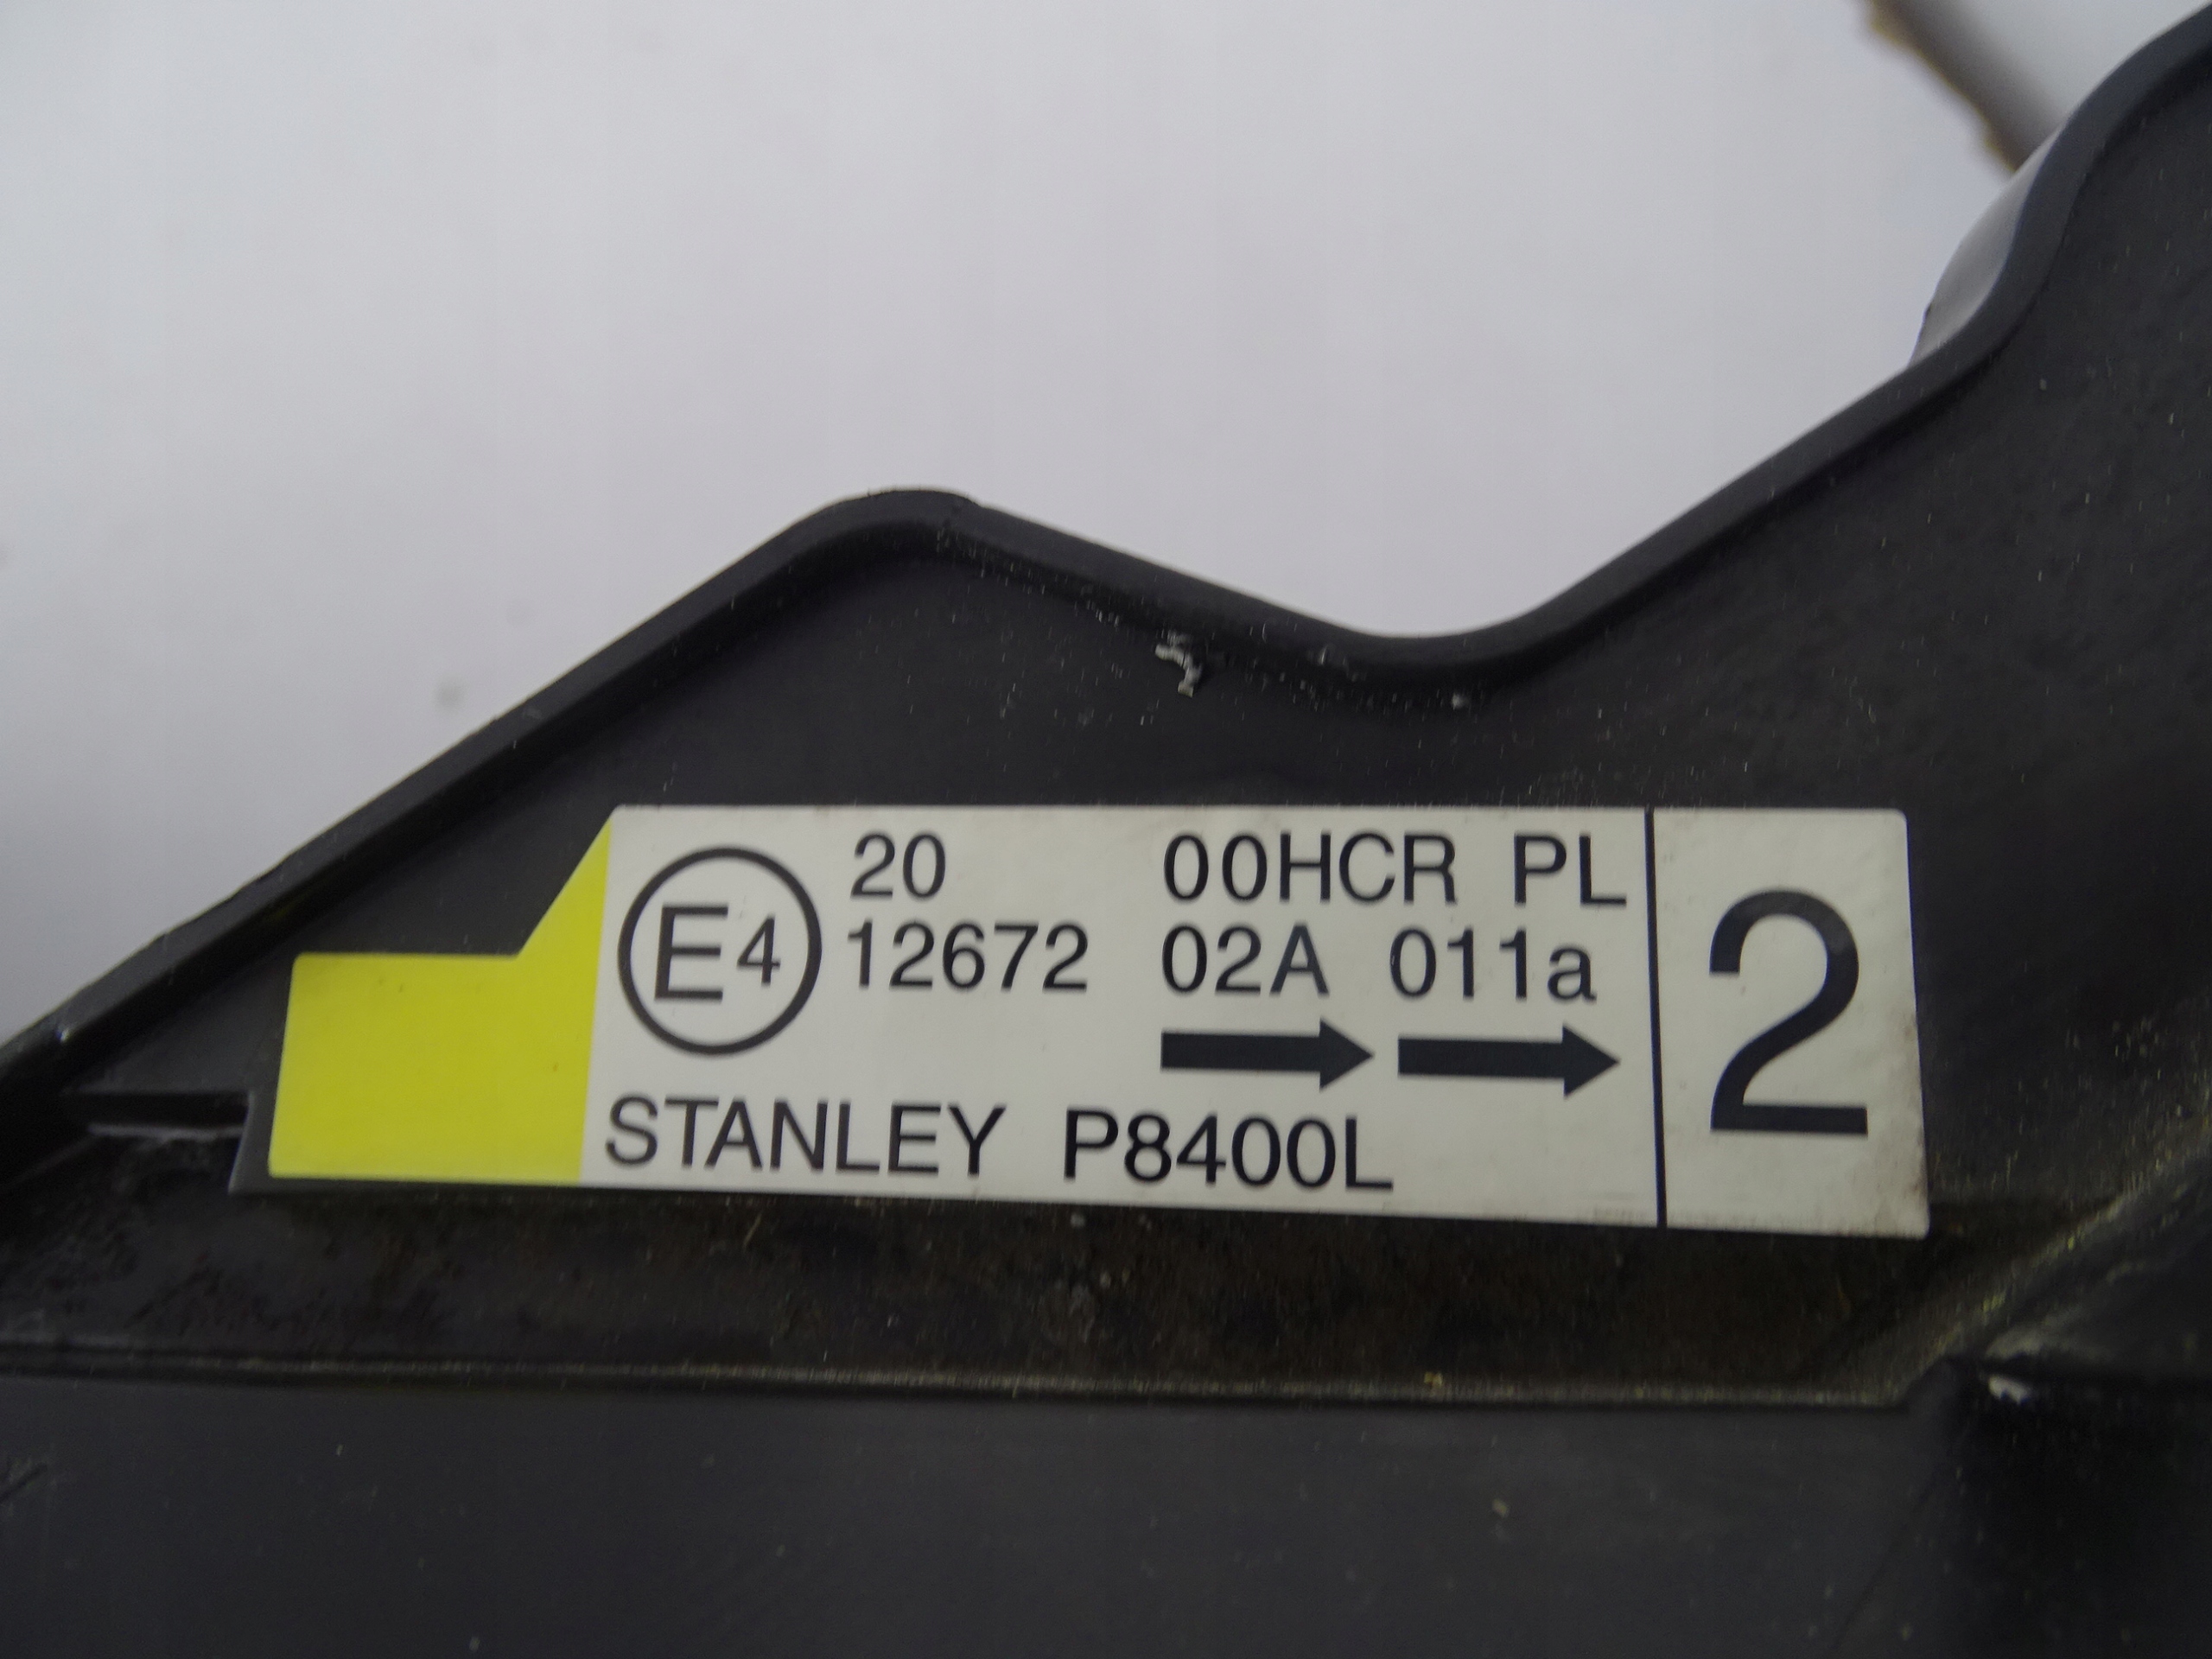 E4 20 00HCR PL
12672 02A 011a
→ →
STANLEY P8400L
2